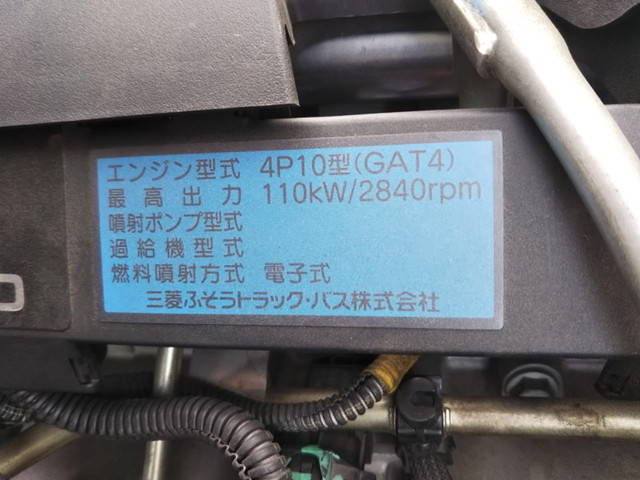 エンジン型式 4P10型(GAT4)
最高出力 110kW/2840rpm
噴射ポンプ型式
過給機型式
燃料噴射方式 電子式
三菱ふそうトラック・バス株式会社